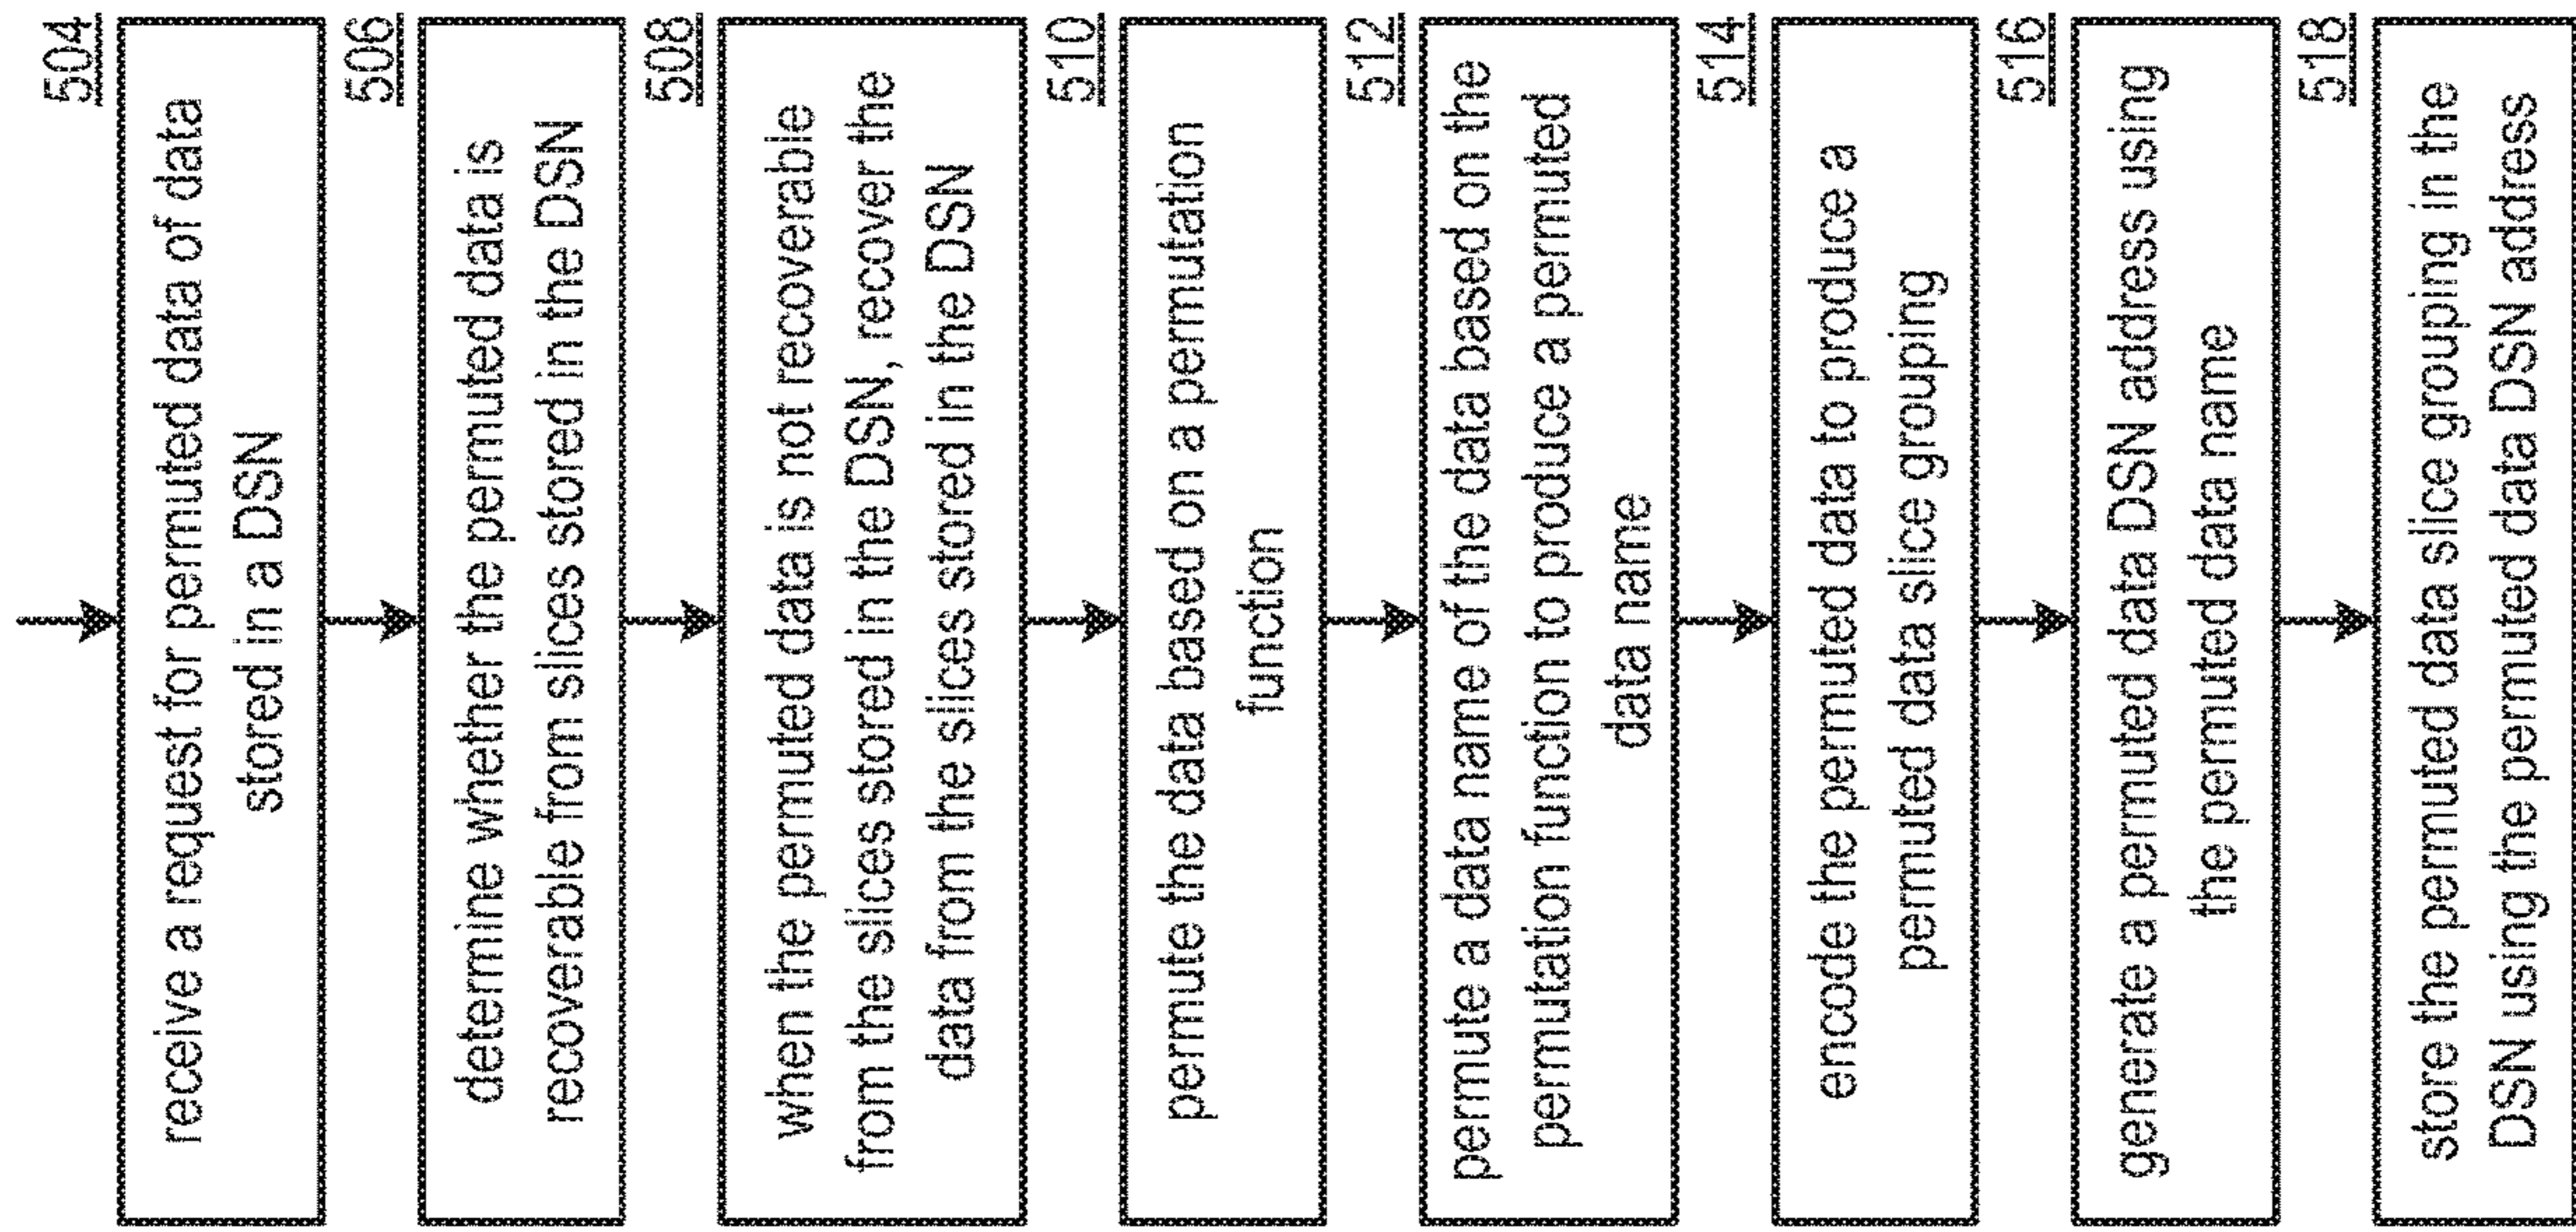 504
receive a request for permuted data of data
stored in a DSN
506
determine whether the permuted data is
recoverable from slices stored in the DSN
508
when the permuted data is not recoverable
from the slices stored in the DSN, recover the
data from the slices stored in the DSN
510
permute the data based on a permutation
function
512
permute a data name of the data based on the
permutation function to produce a permuted
data name
514
encode the permuted data to produce a
permuted data slice grouping
516
generate a permuted data DSN address using
the permuted data name
518
store the permuted data slice grouping in the
DSN using the permuted data DSN address